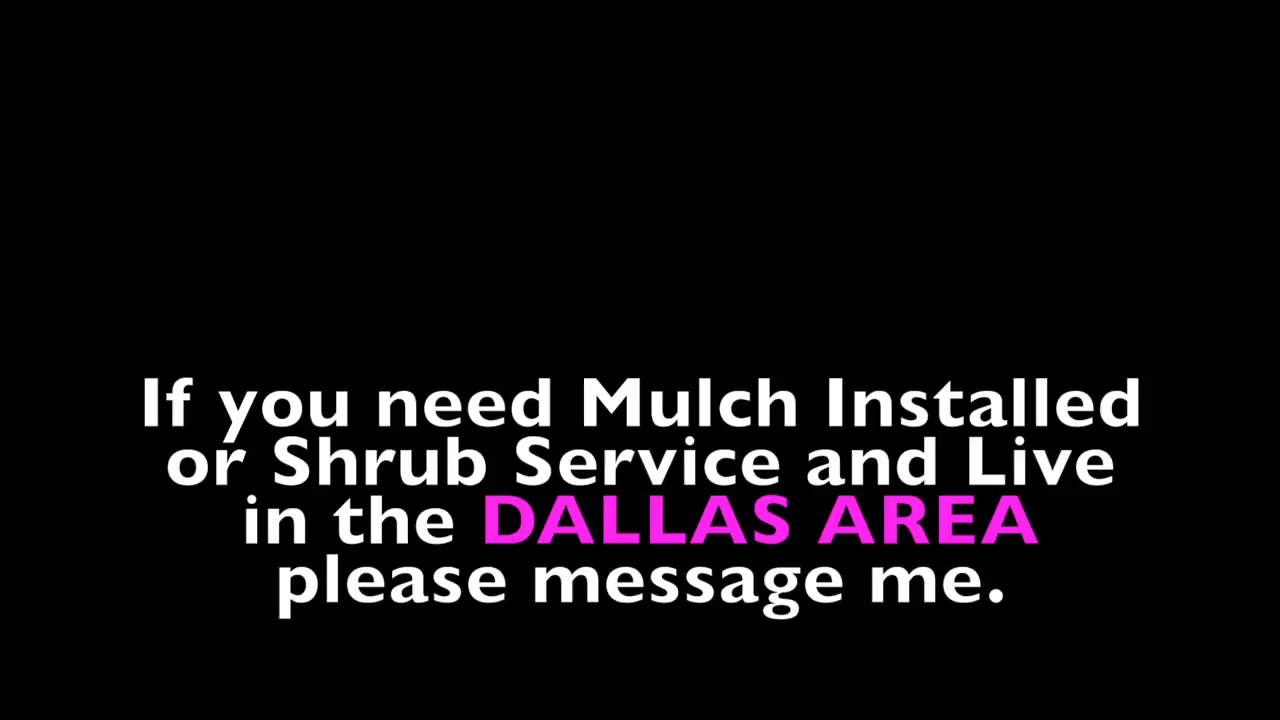 If you need Mulch Installed
or Shrub Service and Live
in the DALLAS AREA
please message me.